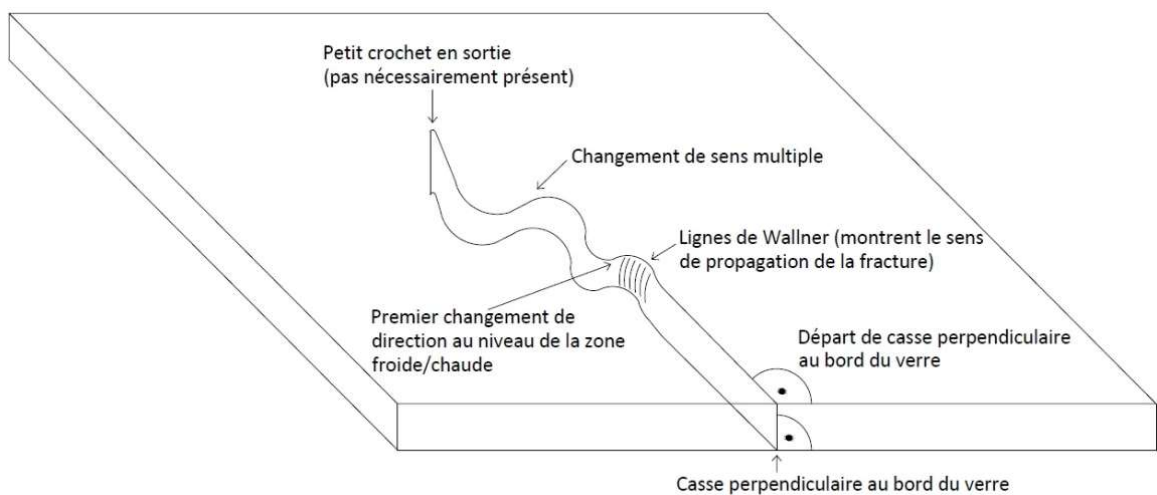 Petit crochet en sortie
(pas nécessairement présent)
Changement de sens multiple
Lignes de Wallner (montrent le sens
de propagation de la fracture)
Premier changement de
direction au niveau de la zone
froide/chaude
Départ de casse perpendiculaire
au bord du verre
Casse perpendiculaire au bord du verre